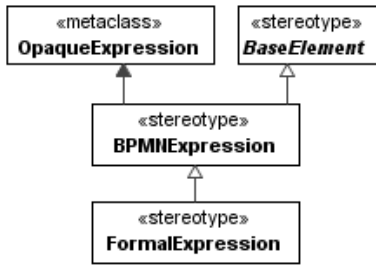 «metaclass»
OpaqueExpression
«stereotype»
BaseElement
«stereotype»
BPMNExpression
«stereotype»
FormalExpression